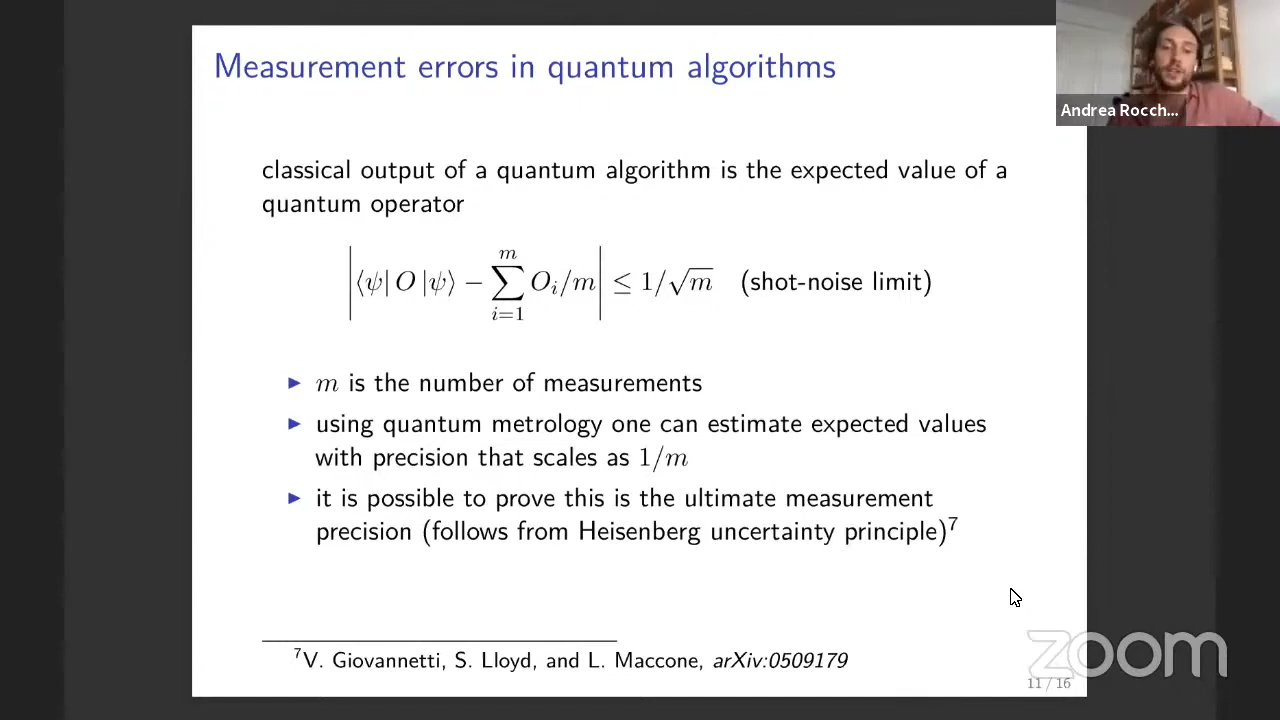 Measurement errors in quantum algorithms
Andrea Rocch...
classical output of a quantum algorithm is the expected value of a
quantum operator
|⟨ψ| O |ψ⟩ − ∑_{i=1}^{m} O_i/m| ≤ 1/√m (shot-noise limit)
▶ m is the number of measurements
▶ using quantum metrology one can estimate expected values
with precision that scales as 1/m
▶ it is possible to prove this is the ultimate measurement
precision (follows from Heisenberg uncertainty principle)⁷
⁷V. Giovannetti, S. Lloyd, and L. Maccone, arXiv:0509179
zoom
11 / 16